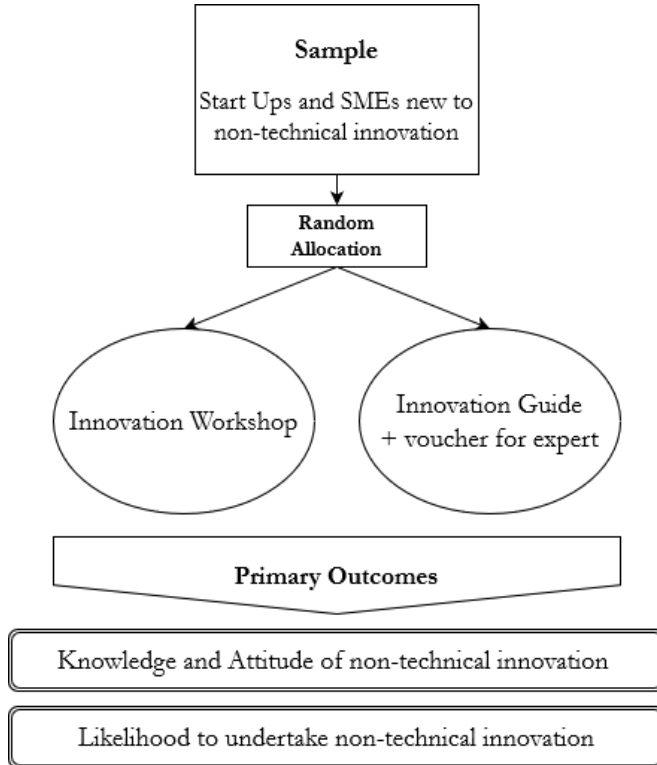 Sample
Start Ups and SMEs new to
non-technical innovation
Random
Allocation
Innovation Workshop
Innovation Guide
+ voucher for expert
Primary Outcomes
Knowledge and Attitude of non-technical innovation
Likelihood to undertake non-technical innovation